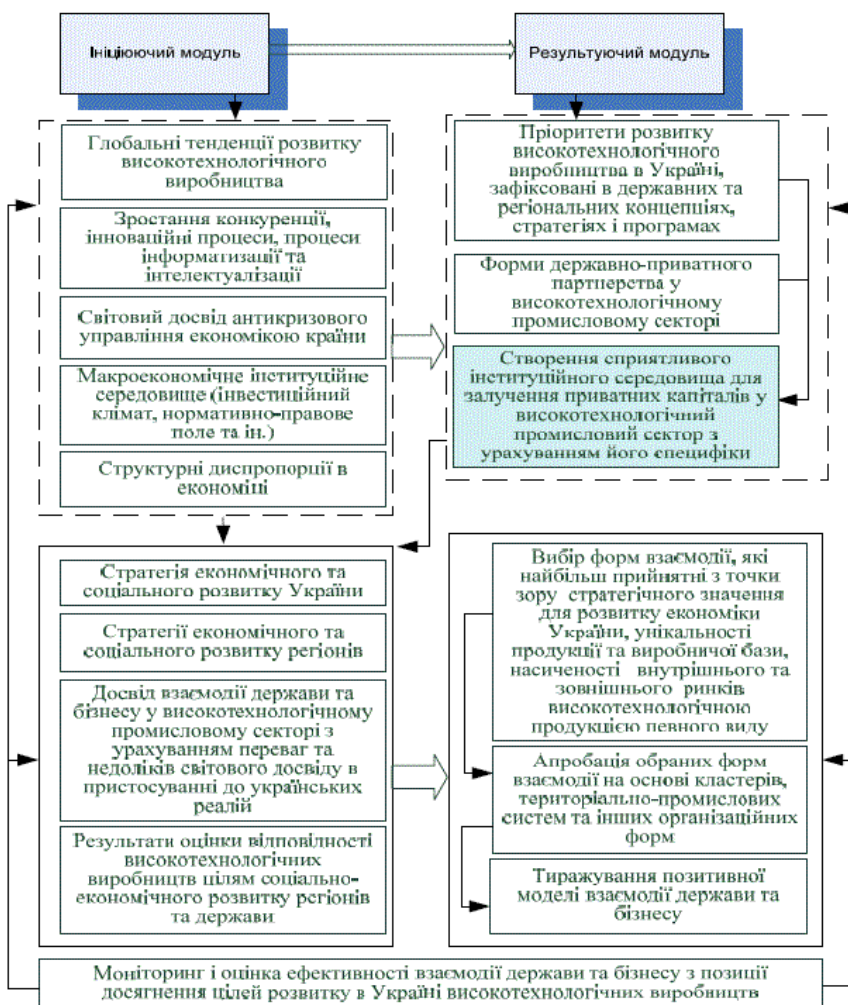 Ініціюючий модуль
Результуючий модуль
Глобальні тенденції розвитку
високотехнологічного
виробництва
Зростання конкуренції,
інноваційні процеси, процеси
інформатизації та
інтелектуалізації
Світовий досвід антикризового
управління економікою країни
Макроекономічне інституційне
середовище (інвестиційний
клімат, нормативно-правове
поле та ін.)
Структурні диспропорції в
економіці
Пріоритети розвитку
високотехнологічного
виробництва в Україні,
зафіксовані в державних та
регіональних концепціях,
стратегіях і програмах
Форми державно-приватного
партнерства у
високотехнологічному
промисловому секторі
Створення сприятливого
інституційного середовища для
залучення приватних капіталів у
високотехнологічний
промисловий сектор з
урахуванням його специфіки
Стратегія економічного та
соціального розвитку України
Стратегії економічного та
соціального розвитку регіонів
Досвід взаємодії держави та
бізнесу у високотехнологічному
промисловому секторі з
урахуванням переваг та
недоліків світового досвіду в
пристосуванні до українських
реалій
Результати оцінки відповідності
високотехнологічних
виробництв цілям соціально-
економічного розвитку регіонів
та держави
Вибір форм взаємодії, які
найбільш прийнятні з точки
зору стратегічного значення
для розвитку економіки
України, унікальності
продукції та виробничої бази,
насиченості внутрішнього та
зовнішнього ринків
високотехнологічною
продукцією певного виду
Апробація обраних форм
взаємодії на основі кластерів,
територіально-промислових
систем та інших організаційних
форм
Тиражування позитивної
моделі взаємодії держави та
бізнесу
Моніторинг і оцінка ефективності взаємодії держави та бізнесу з позиції
досягнення цілей розвитку в Україні високотехнологічних виробництв